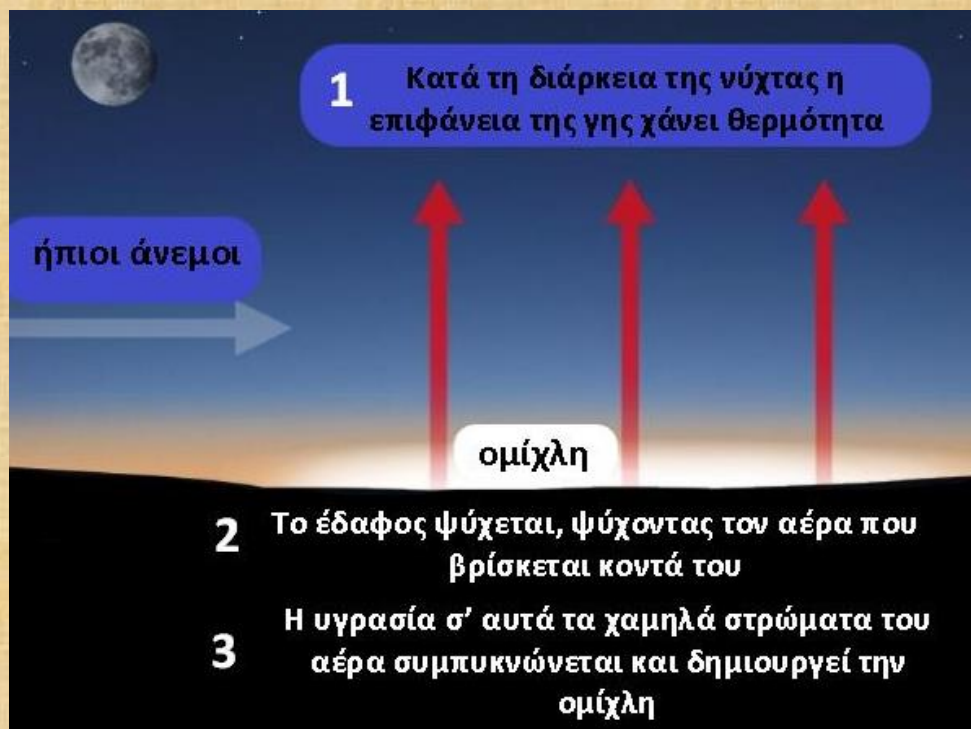 1
Κατά τη διάρκεια της νύχτας η
επιφάνεια της γης χάνει θερμότητα
ήπιοι άνεμοι
ομίχλη
2
Το έδαφος ψύχεται, ψύχοντας τον αέρα που
βρίσκεται κοντά του
3
Η υγρασία σ’ αυτά τα χαμηλά στρώματα του
αέρα συμπυκνώνεται και δημιουργεί την
ομίχλη